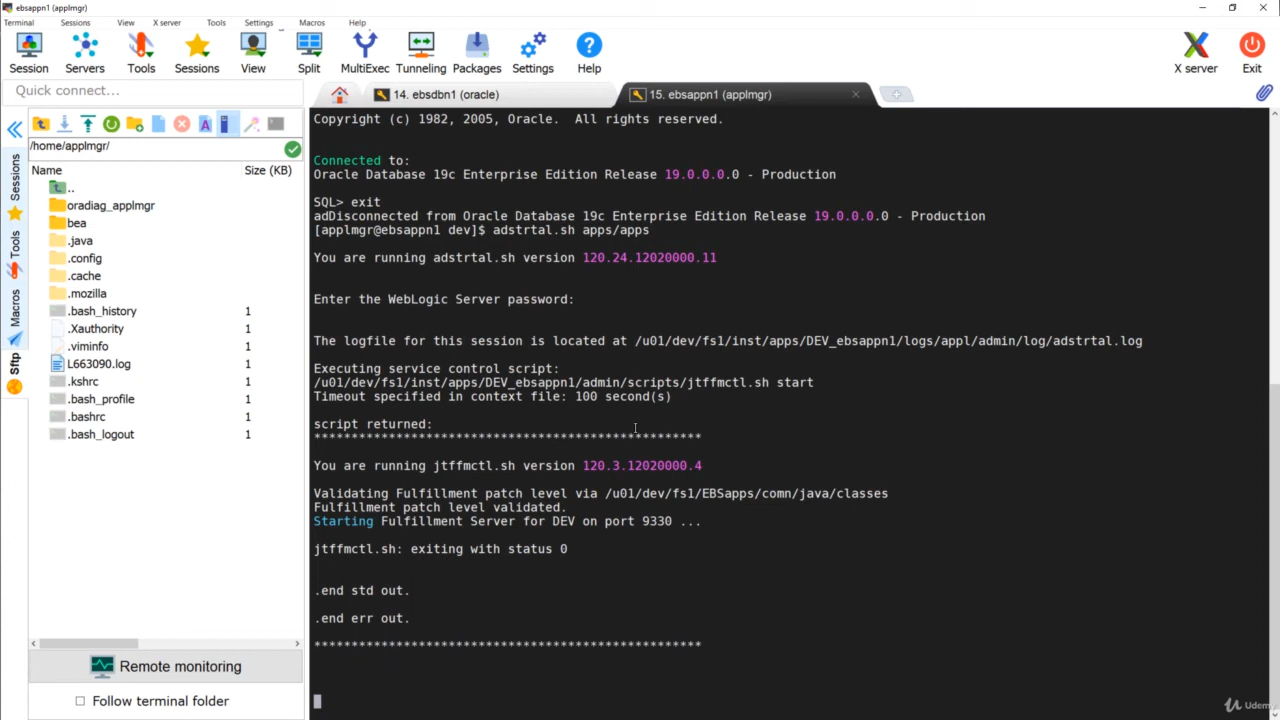 ebsappn1 (applmgr)
Terminal Sessions View X server Tools Settings Macros Help
Session Servers Tools Sessions View Split MultiExec Tunneling Packages Settings Help X server Exit
Quick connect...
14. ebsdbn1 (oracle)
15. ebsappn1 (applmgr)
/home/applmgr/
Name Size (KB)
..
oradiag_applmgr
bea
.java
.config
.cache
.mozilla
.bash_history 1
.Xauthority 1
.viminfo 1
L663090.log 1
.kshrc 1
.bash_profile 1
.bashrc 1
.bash_logout 1
Sessions
Tools
Macros
Sftp
Remote monitoring
Follow terminal folder
Copyright (c) 1982, 2005, Oracle.  All rights reserved.
Connected to:
Oracle Database 19c Enterprise Edition Release 19.0.0.0.0 - Production
SQL> exit
adDisconnected from Oracle Database 19c Enterprise Edition Release 19.0.0.0.0 - Production
[applmgr@ebsappn1 dev]$ adstrtal.sh apps/apps
You are running adstrtal.sh version 120.24.12020000.11
Enter the WebLogic Server password:
The logfile for this session is located at /u01/dev/fs1/inst/apps/DEV_ebsappn1/logs/appl/admin/log/adstrtal.log
Executing service control script:
/u01/dev/fs1/inst/apps/DEV_ebsappn1/admin/scripts/jtffmctl.sh start
Timeout specified in context file: 100 second(s)
script returned:
****************************************************
You are running jtffmctl.sh version 120.3.12020000.4
Validating Fulfillment patch level via /u01/dev/fs1/EBSapps/comn/java/classes
Fulfillment patch level validated.
Starting Fulfillment Server for DEV on port 9330 ...
jtffmctl.sh: exiting with status 0
.end std out.
.end err out.
****************************************************
Udemy